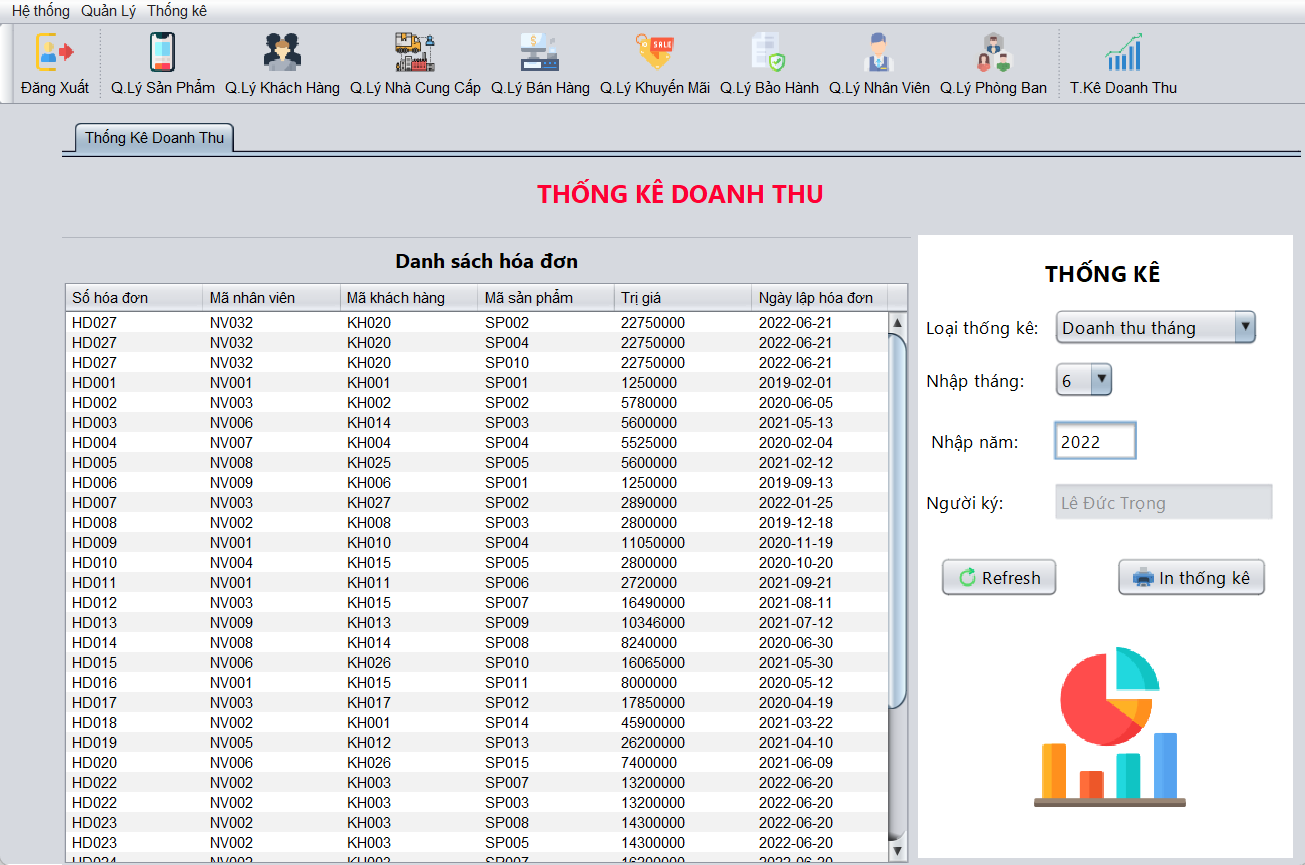 Hệ thống Quản Lý Thống kê
SALE
Đăng Xuất Q.Lý Sản Phẩm Q.Lý Khách Hàng Q.Lý Nhà Cung Cấp Q.Lý Bán Hàng Q.Lý Khuyến Mãi Q.Lý Bảo Hành Q.Lý Nhân Viên Q.Lý Phòng Ban T.Kê Doanh Thu
Thống Kê Doanh Thu
THỐNG KÊ DOANH THU
Danh sách hóa đơn
Số hóa đơn Mã nhân viên Mã khách hàng Mã sản phẩm Trị giá Ngày lập hóa đơn
HD027 NV032 KH020 SP002 22750000 2022-06-21
HD027 NV032 KH020 SP004 22750000 2022-06-21
HD027 NV032 KH020 SP010 22750000 2022-06-21
HD001 NV001 KH001 SP001 1250000 2019-02-01
HD002 NV003 KH002 SP002 5780000 2020-06-05
HD003 NV006 KH014 SP003 5600000 2021-05-13
HD004 NV007 KH004 SP004 5525000 2020-02-04
HD005 NV008 KH025 SP005 5600000 2021-02-12
HD006 NV009 KH006 SP001 1250000 2019-09-13
HD007 NV003 KH027 SP002 2890000 2022-01-25
HD008 NV002 KH008 SP003 2800000 2019-12-18
HD009 NV001 KH010 SP004 11050000 2020-11-19
HD010 NV004 KH015 SP005 2800000 2020-10-20
HD011 NV001 KH011 SP006 2720000 2021-09-21
HD012 NV003 KH015 SP007 16490000 2021-08-11
HD013 NV009 KH013 SP009 10346000 2021-07-12
HD014 NV008 KH014 SP008 8240000 2020-06-30
HD015 NV006 KH026 SP010 16065000 2021-05-30
HD016 NV001 KH015 SP011 8000000 2020-05-12
HD017 NV003 KH017 SP012 17850000 2020-04-19
HD018 NV002 KH001 SP014 45900000 2021-03-22
HD019 NV005 KH012 SP013 26200000 2021-04-10
HD020 NV006 KH026 SP015 7400000 2021-06-09
HD022 NV002 KH003 SP007 13200000 2022-06-20
HD022 NV002 KH003 SP003 13200000 2022-06-20
HD023 NV002 KH003 SP008 14300000 2022-06-20
HD023 NV002 KH003 SP005 14300000 2022-06-20
THỐNG KÊ
Loại thống kê: Doanh thu tháng
Nhập tháng: 6
Nhập năm: 2022
Người ký: Lê Đức Trọng
Refresh In thống kê